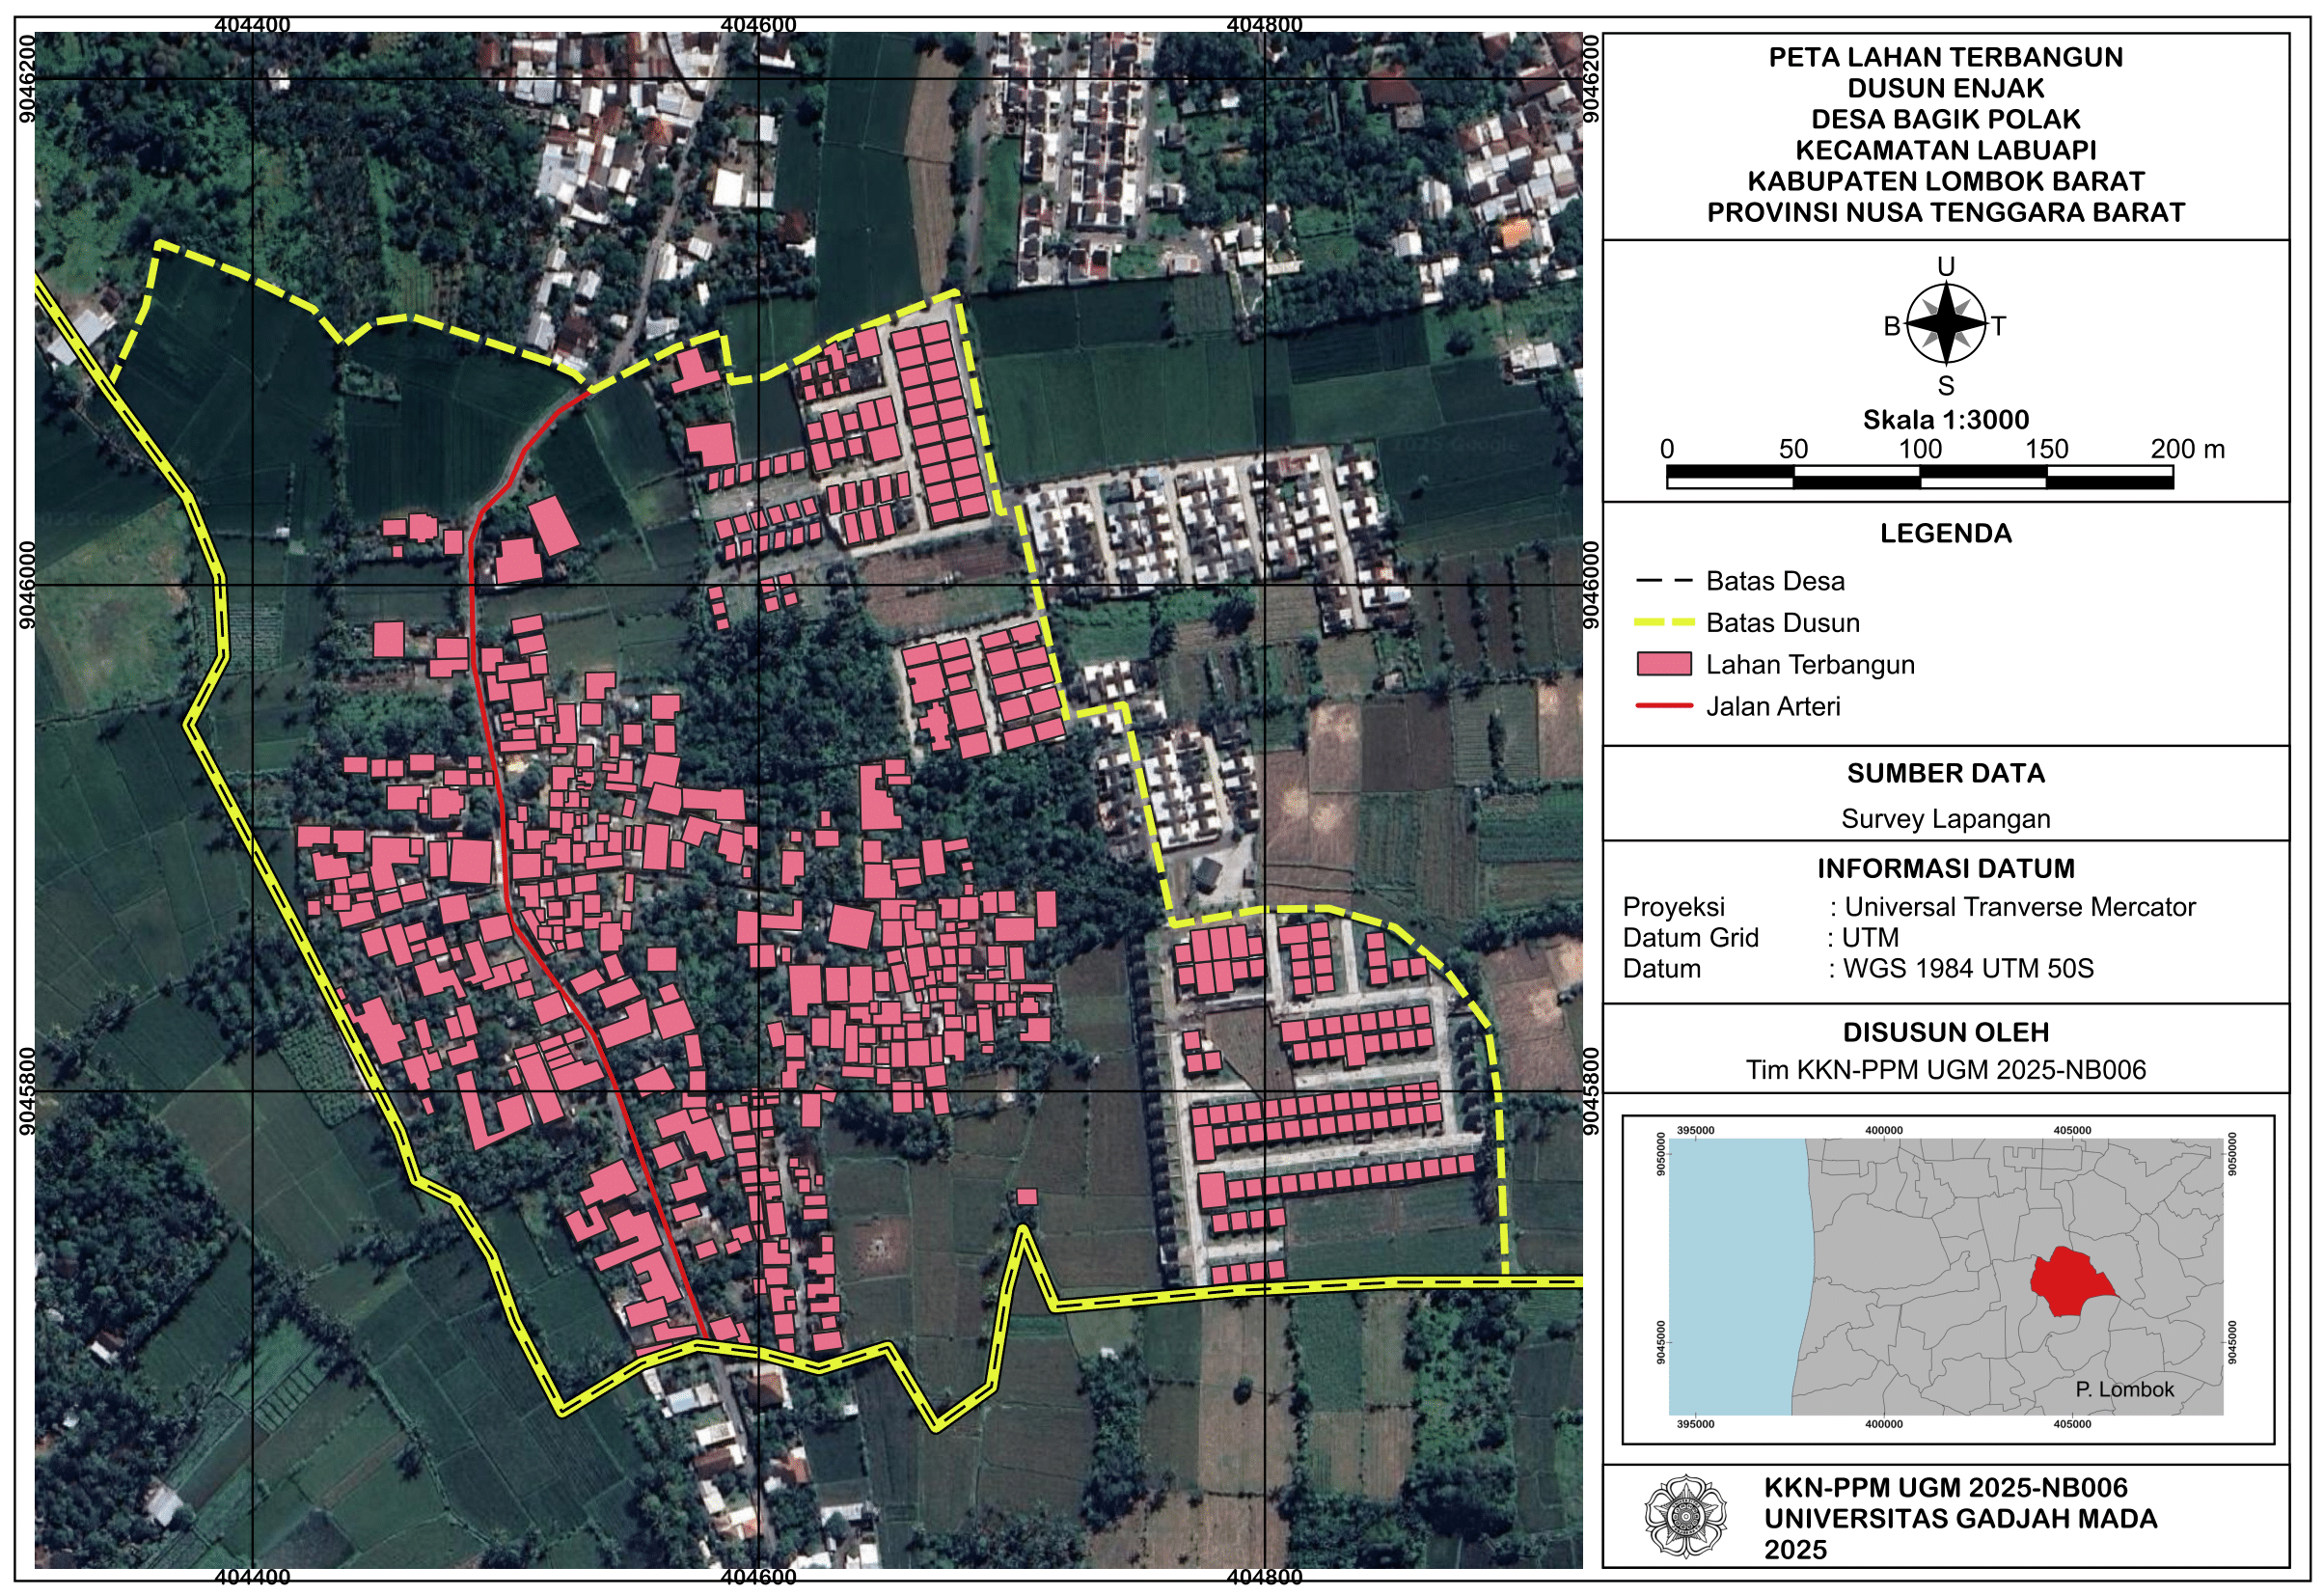 404400
404600
404800
9046200
9046200
9046000
9046000
9045800
9045800
404400
404600
404800
PETA LAHAN TERBANGUN
DUSUN ENJAK
DESA BAGIK POLAK
KECAMATAN LABUAPI
KABUPATEN LOMBOK BARAT
PROVINSI NUSA TENGGARA BARAT
U
B
T
S
Skala 1:3000
0 50 100 150 200 m
LEGENDA
Batas Desa
Batas Dusun
Lahan Terbangun
Jalan Arteri
SUMBER DATA
Survey Lapangan
INFORMASI DATUM
Proyeksi : Universal Tranverse Mercator
Datum Grid : UTM
Datum : WGS 1984 UTM 50S
DISUSUN OLEH
Tim KKN-PPM UGM 2025-NB006
395000 400000 405000
9050000
9050000
9045000
9045000
P. Lombok
395000 400000 405000
KKN-PPM UGM 2025-NB006
UNIVERSITAS GADJAH MADA
2025